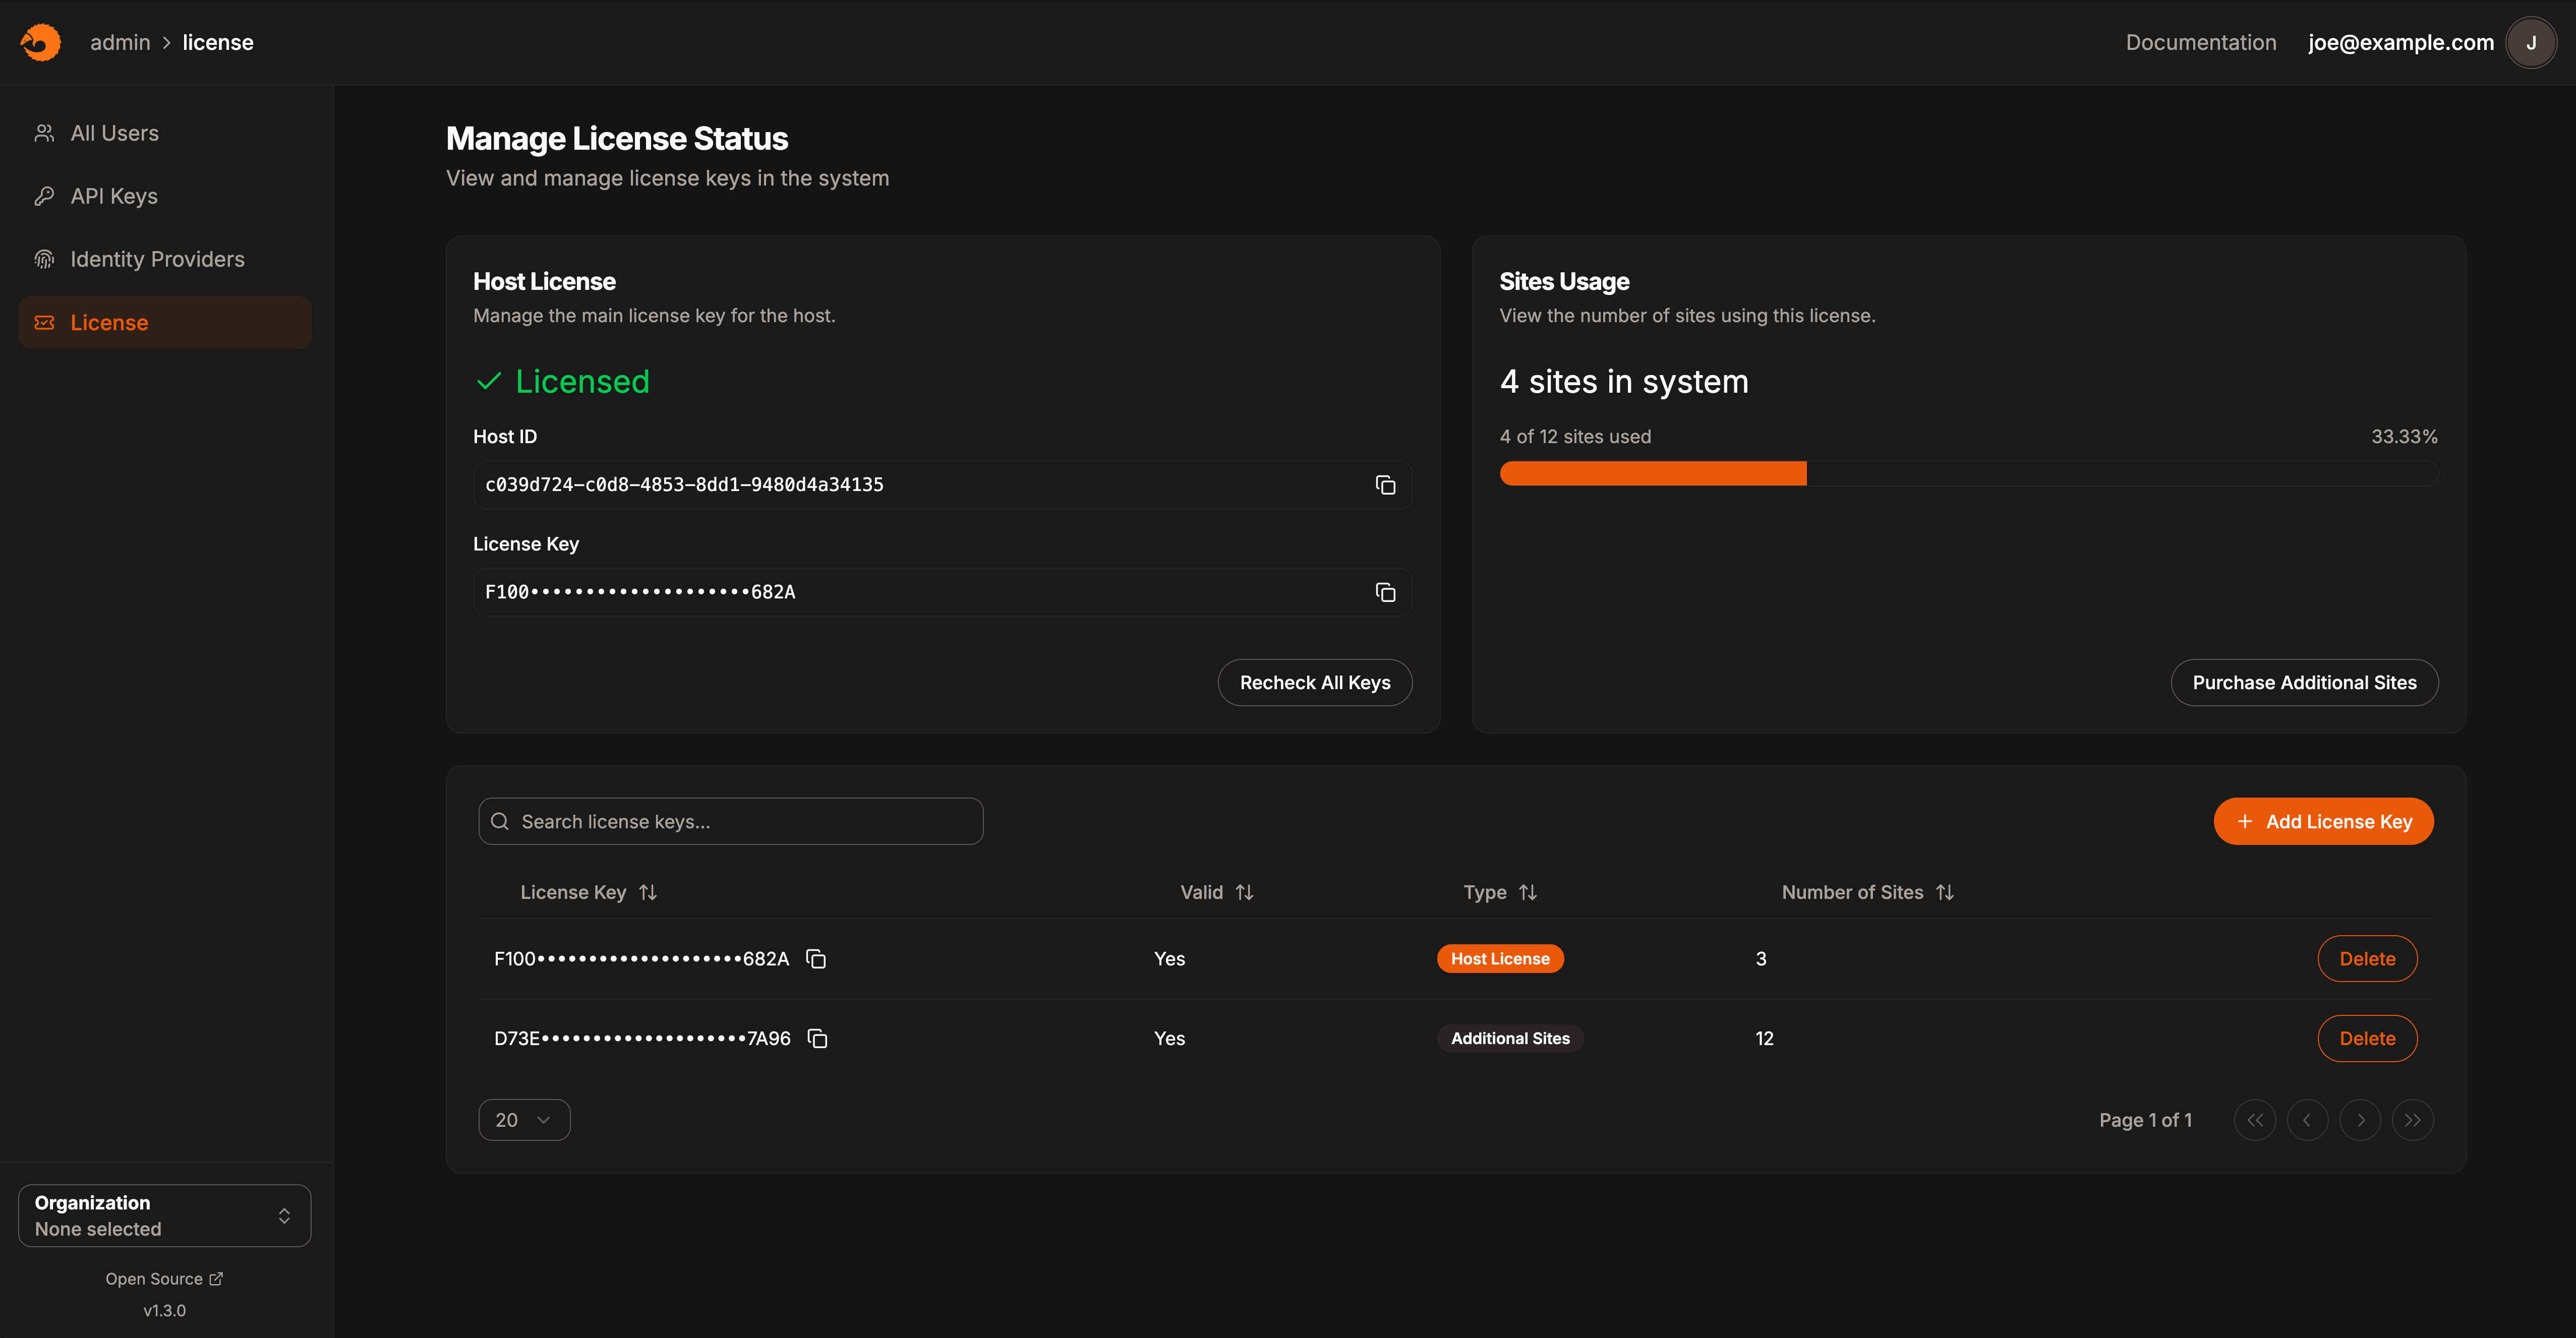 admin > license
Documentation
joe@example.com
J
All Users
API Keys
Identity Providers
License
Manage License Status
View and manage license keys in the system
Host License
Manage the main license key for the host.
Licensed
Host ID
c039d724-c0d8-4853-8dd1-9480d4a34135
License Key
F100••••••••••••••••••••682A
Recheck All Keys
Sites Usage
View the number of sites using this license.
4 sites in system
4 of 12 sites used 33.33%
Purchase Additional Sites
Search license keys...
+ Add License Key
License Key Valid Type Number of Sites
F100••••••••••••••••••••682A Yes Host License 3 Delete
D73E••••••••••••••••••••7A96 Yes Additional Sites 12 Delete
20
Page 1 of 1
Organization
None selected
Open Source
v1.3.0